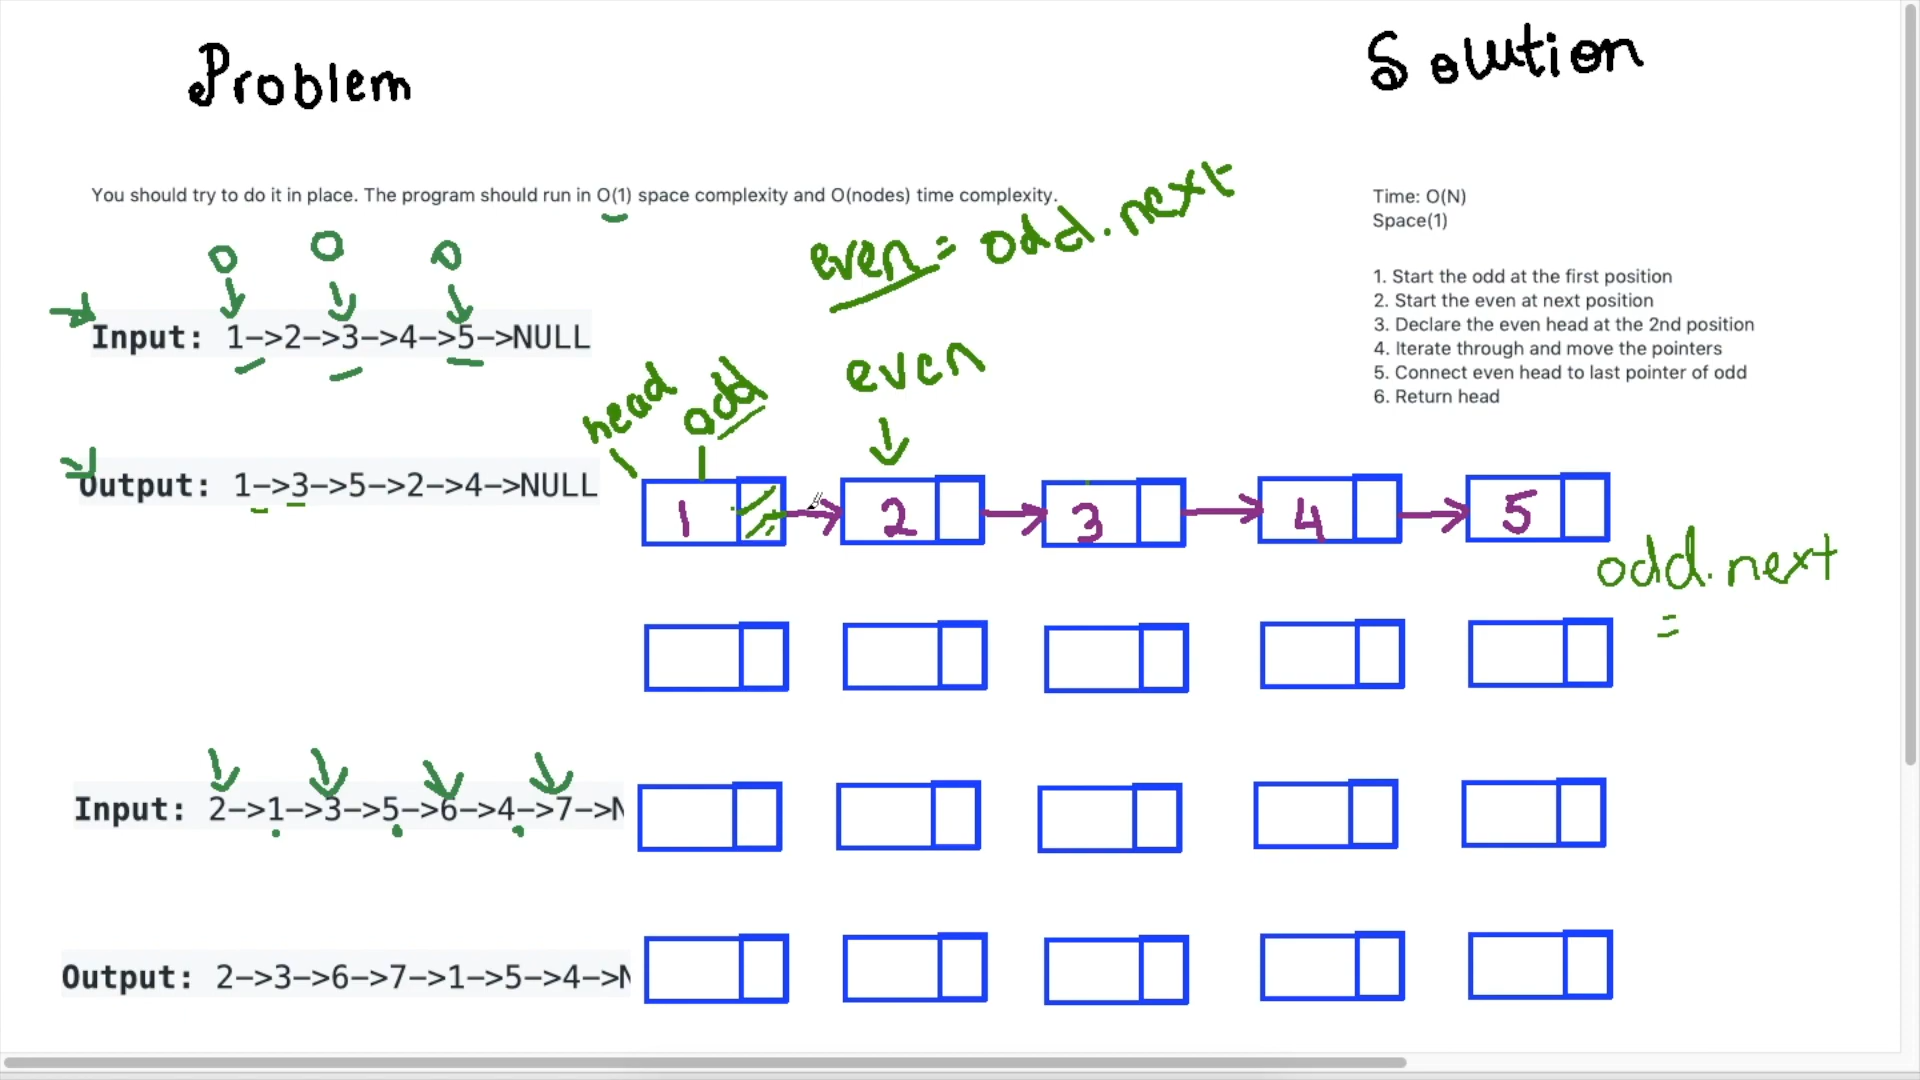 Problem
Solution
You should try to do it in place. The program should run in O(1) space complexity and O(nodes) time complexity.
even = odd.next
Time: O(N)
Space(1)
1. Start the odd at the first position
2. Start the even at next position
3. Declare the even head at the 2nd position
4. Iterate through and move the pointers
5. Connect even head to last pointer of odd
6. Return head
O O O
Input: 1->2->3->4->5->NULL
head odd even
Output: 1->3->5->2->4->NULL
1 2 3 4 5
odd.next
=
Input: 2->1->3->5->6->4->7->N
Output: 2->3->6->7->1->5->4->N